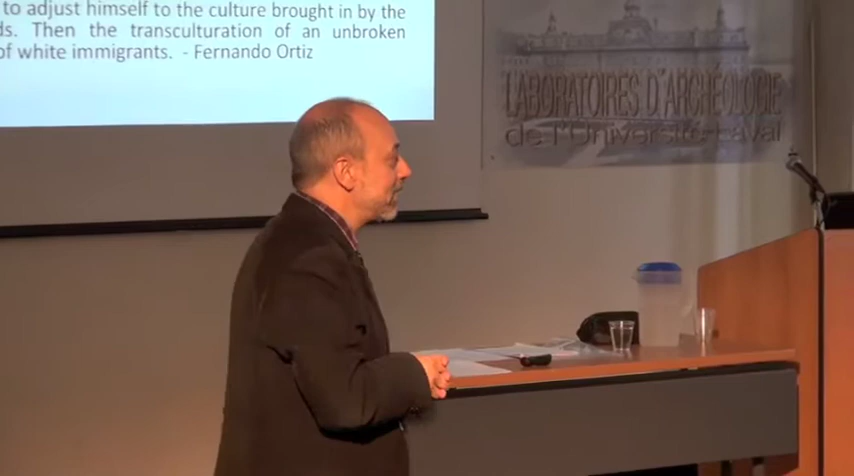 to adjust himself to the culture brought in by the
ds. Then the transculturation of an unbroken
of white immigrants. - Fernando Ortiz
LABORATOIRES D'ARCHÉOLOGIE
de l'Université Laval